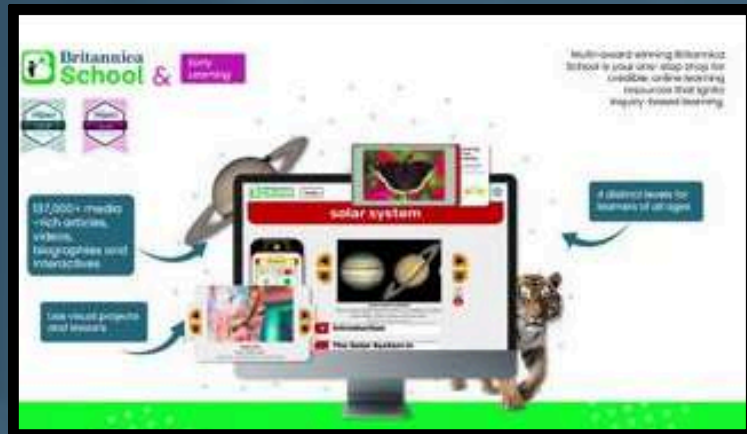 Britannica
School
&
Early
Learning
Multi-award winning Britannica
School is your one-stop shop for
credible, online learning
resources that ignite
inquiry-based learning.
137,000+ media
-rich articles,
videos,
biographies and
interactives
4 distinct levels for
learners of all ages
solar system
Use visual projects
and lessons
Introduction
The Solar System in